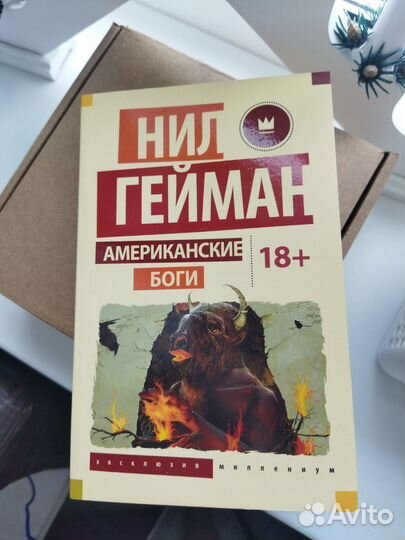 НИЛ
ГЕЙМАН
АМЕРИКАНСКИЕ
БОГИ
18+
эксклюзив миллениум
Avito